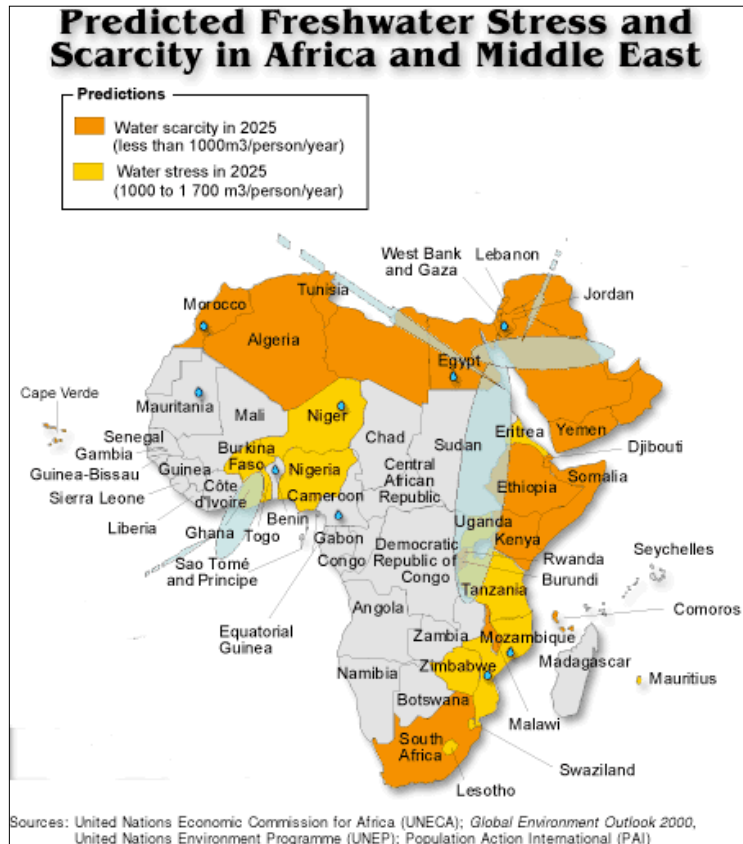 Predicted Freshwater Stress and
Scarcity in Africa and Middle East
Predictions
Water scarcity in 2025
(less than 1000m3/person/year)
Water stress in 2025
(1000 to 1 700 m3/person/year)
West Bank
and Gaza
Lebanon
Jordan
Tunisia
Morocco
Algeria
Egypt
Cape Verde
Mauritania
Mali
Niger
Chad
Sudan
Eritrea
Yemen
Djibouti
Senegal
Gambia
Guinea-Bissau
Guinea
Sierra Leone
Burkina
Faso
Nigeria
Central
African
Republic
Ethiopia
Somalia
Côte
d'Ivoire
Liberia
Ghana
Togo
Benin
Cameroon
Uganda
Kenya
Sao Tomé
and Principe
Gabon
Congo
Democratic
Republic of
Congo
Rwanda
Burundi
Seychelles
Tanzania
Comoros
Equatorial
Guinea
Angola
Zambia
Mozambique
Madagascar
Mauritius
Namibia
Zimbabwe
Botswana
Malawi
South
Africa
Swaziland
Lesotho
Sources: United Nations Economic Commission for Africa (UNECA); Global Environment Outlook 2000,
United Nations Environment Programme (UNEP); Population Action International (PAI)